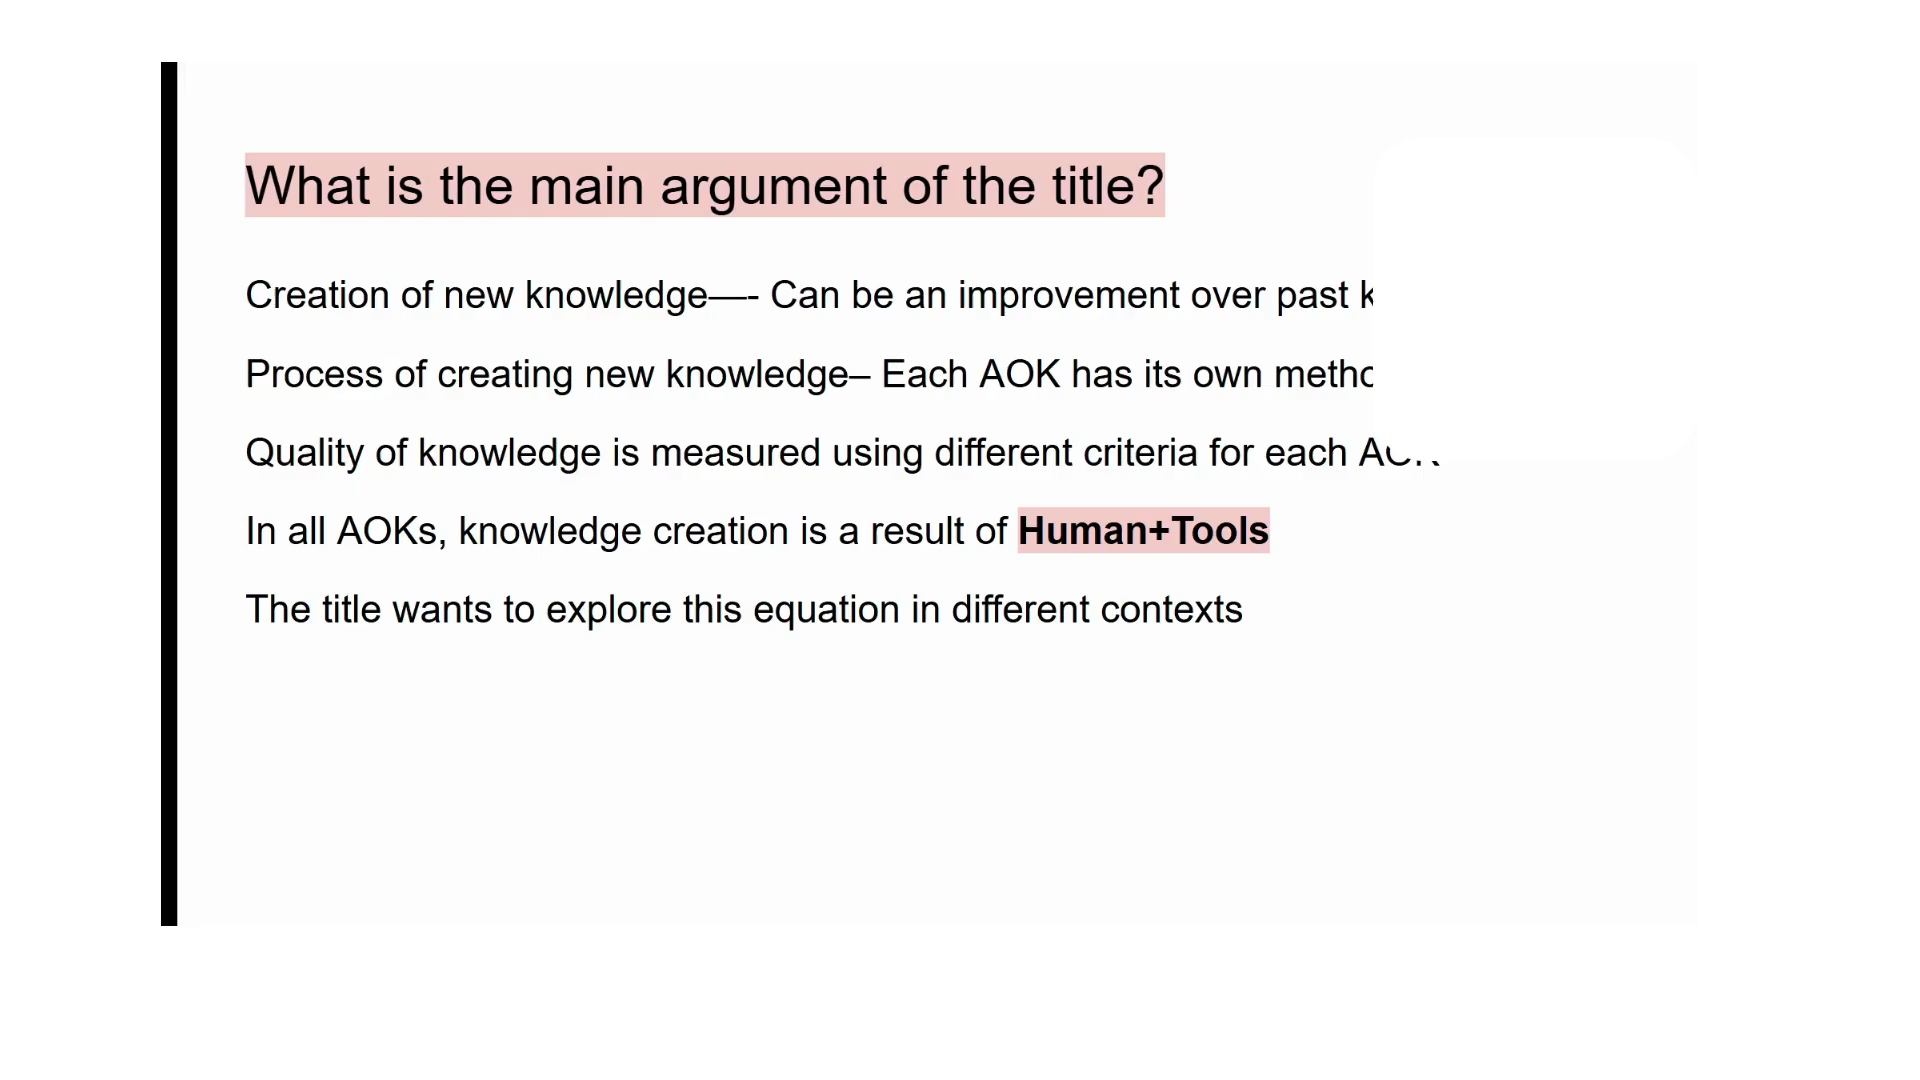 What is the main argument of the title?
Creation of new knowledge—-- Can be an improvement over past
Process of creating new knowledge– Each AOK has its own
Quality of knowledge is measured using different criteria for each
In all AOKs, knowledge creation is a result of Human+Tools
The title wants to explore this equation in different contexts